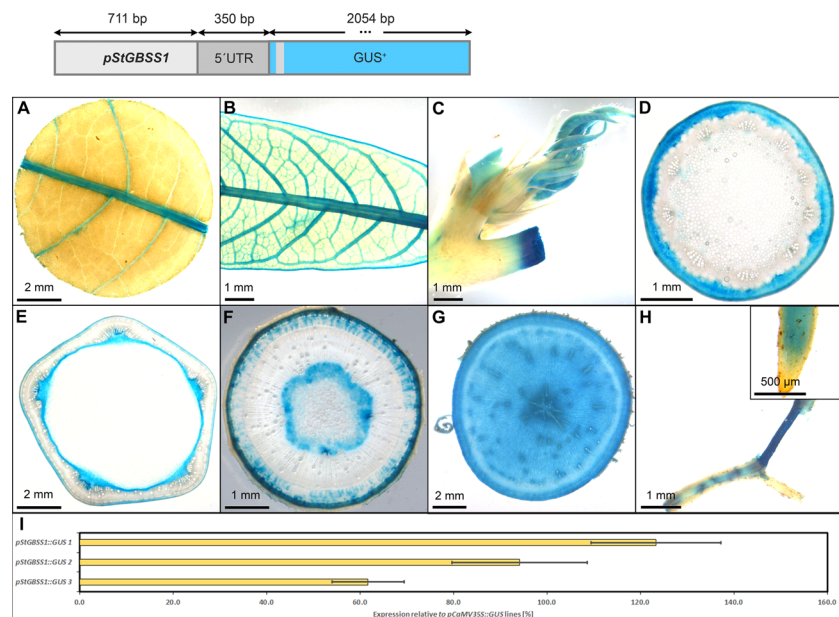 711 bp 350 bp 2054 bp
...
pStGBSS1 5´UTR GUS+
A B C D
2 mm 1 mm 1 mm 1 mm
E F G H
500 µm
2 mm 1 mm 2 mm 1 mm
I
pStGBSS1::GUS 1
pStGBSS1::GUS 2
pStGBSS1::GUS 3
0.0 20.0 40.0 60.0 80.0 100.0 120.0 140.0 160.0
Expression relative to pCaMV35S::GUS lines [%]